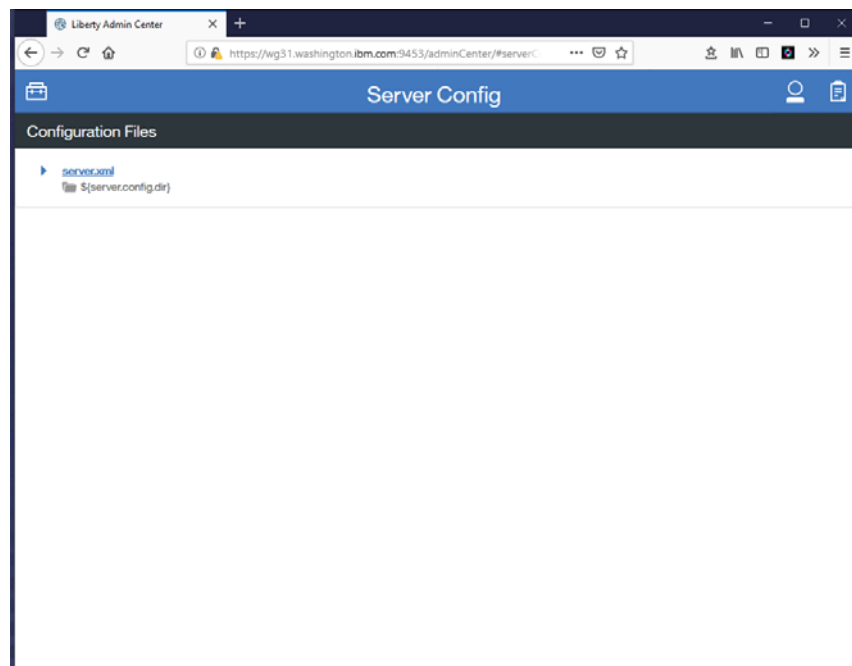 Liberty Admin Center
https://wg31.washington.ibm.com:9453/adminCenter/#serverC
Server Config
Configuration Files
server.xml
${server.config.dir}